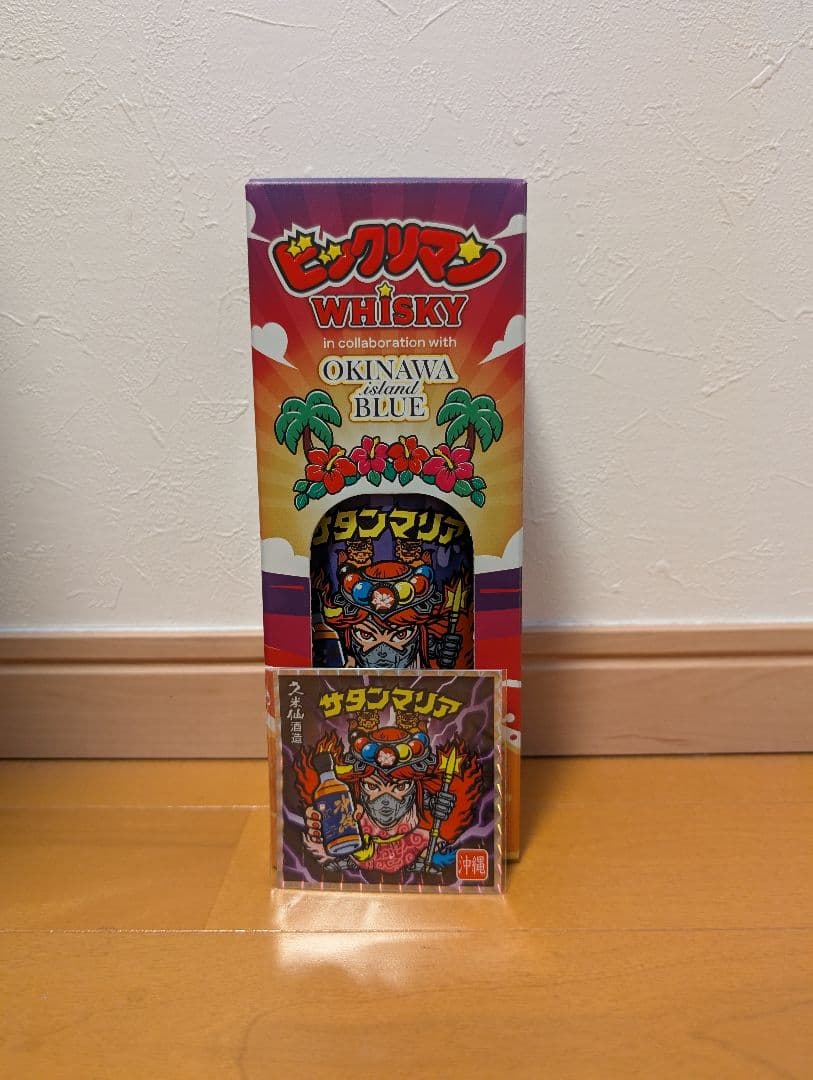 ビックリマン
WHiSKY
in collaboration with
OKINAWA
island
BLUE
サタンマリア
久米仙酒造
サタンマリア
沖縄